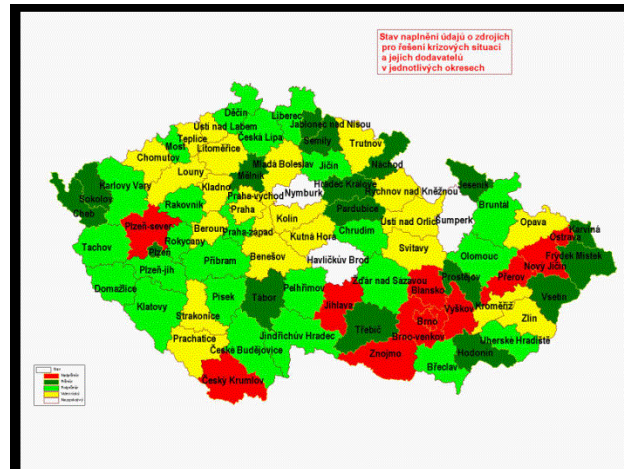 Stav naplnění údajů o zdrojích
pro řešení krizových situací
a jejich dodavatelů
v jednotlivých okresech
Děčín
Liberec
Ústí nad Labem
Jablonec nad Nisou
Teplice
Česká Lípa
Semily
Most
Trutnov
Chomutov
Litoměřice
Mladá Boleslav
Jičín
Náchod
Louny
Mělník
Karlovy Vary
Sokolov
Kladno
Nymburk
Hradec Králové
Rychnov nad Kněžnou
Jeseník
Cheb
Rakovník
Praha-východ
Praha
Pardubice
Bruntál
Plzeň-sever
Beroun
Praha-západ
Kolín
Ústí nad Orlicí
Šumperk
Opava
Karviná
Rokycany
Kutná Hora
Chrudim
Ostrava
Tachov
Plzeň
Příbram
Benešov
Havlíčkův Brod
Svitavy
Olomouc
Frýdek Místek
Nový Jičín
Plzeň-jih
Žďár nad Sázavou
Prostějov
Přerov
Domažlice
Klatovy
Písek
Tábor
Pelhřimov
Jihlava
Blansko
Vsetín
Strakonice
Třebíč
Vyškov
Kroměříž
Zlín
Prachatice
Jindřichův Hradec
Brno
Brno-venkov
Uherské Hradiště
České Budějovice
Znojmo
Hodonín
Břeclav
Český Krumlov